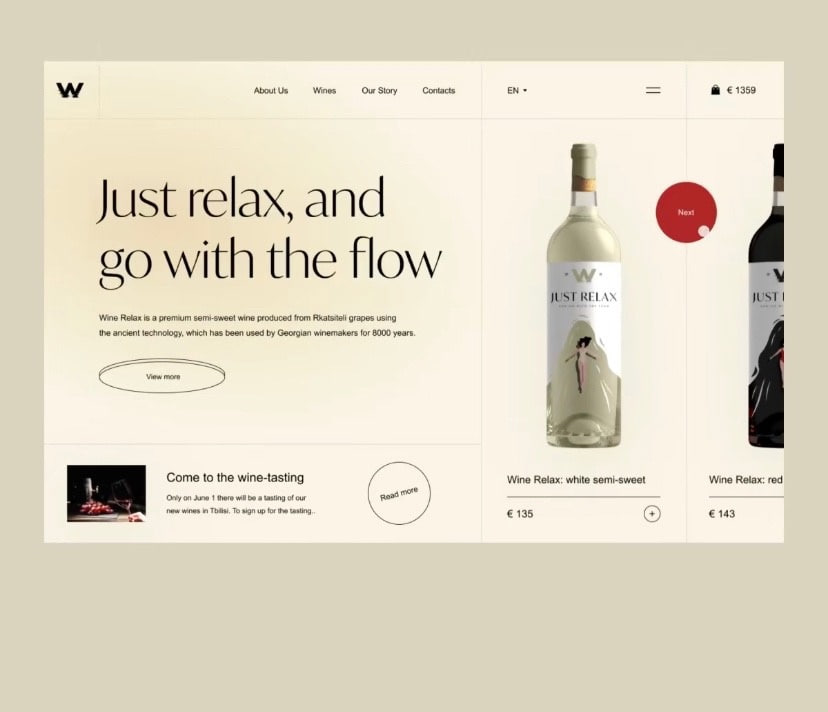 W
About Us
Wines
Our Story
Contacts
EN
€ 1359
Just relax, and
go with the flow
Wine Relax is a premium semi-sweet wine produced from Rkatsiteli grapes using
the ancient technology, which has been used by Georgian winemakers for 8000 years.
View more
Come to the wine-tasting
Only on June 1 there will be a tasting of our
new wines in Tbilisi. To sign up for the tasting..
Read more
W
JUST RELAX
Wine Relax: white semi-sweet
€ 135
+
Next
W
JUST
Wine Relax: red
€ 143